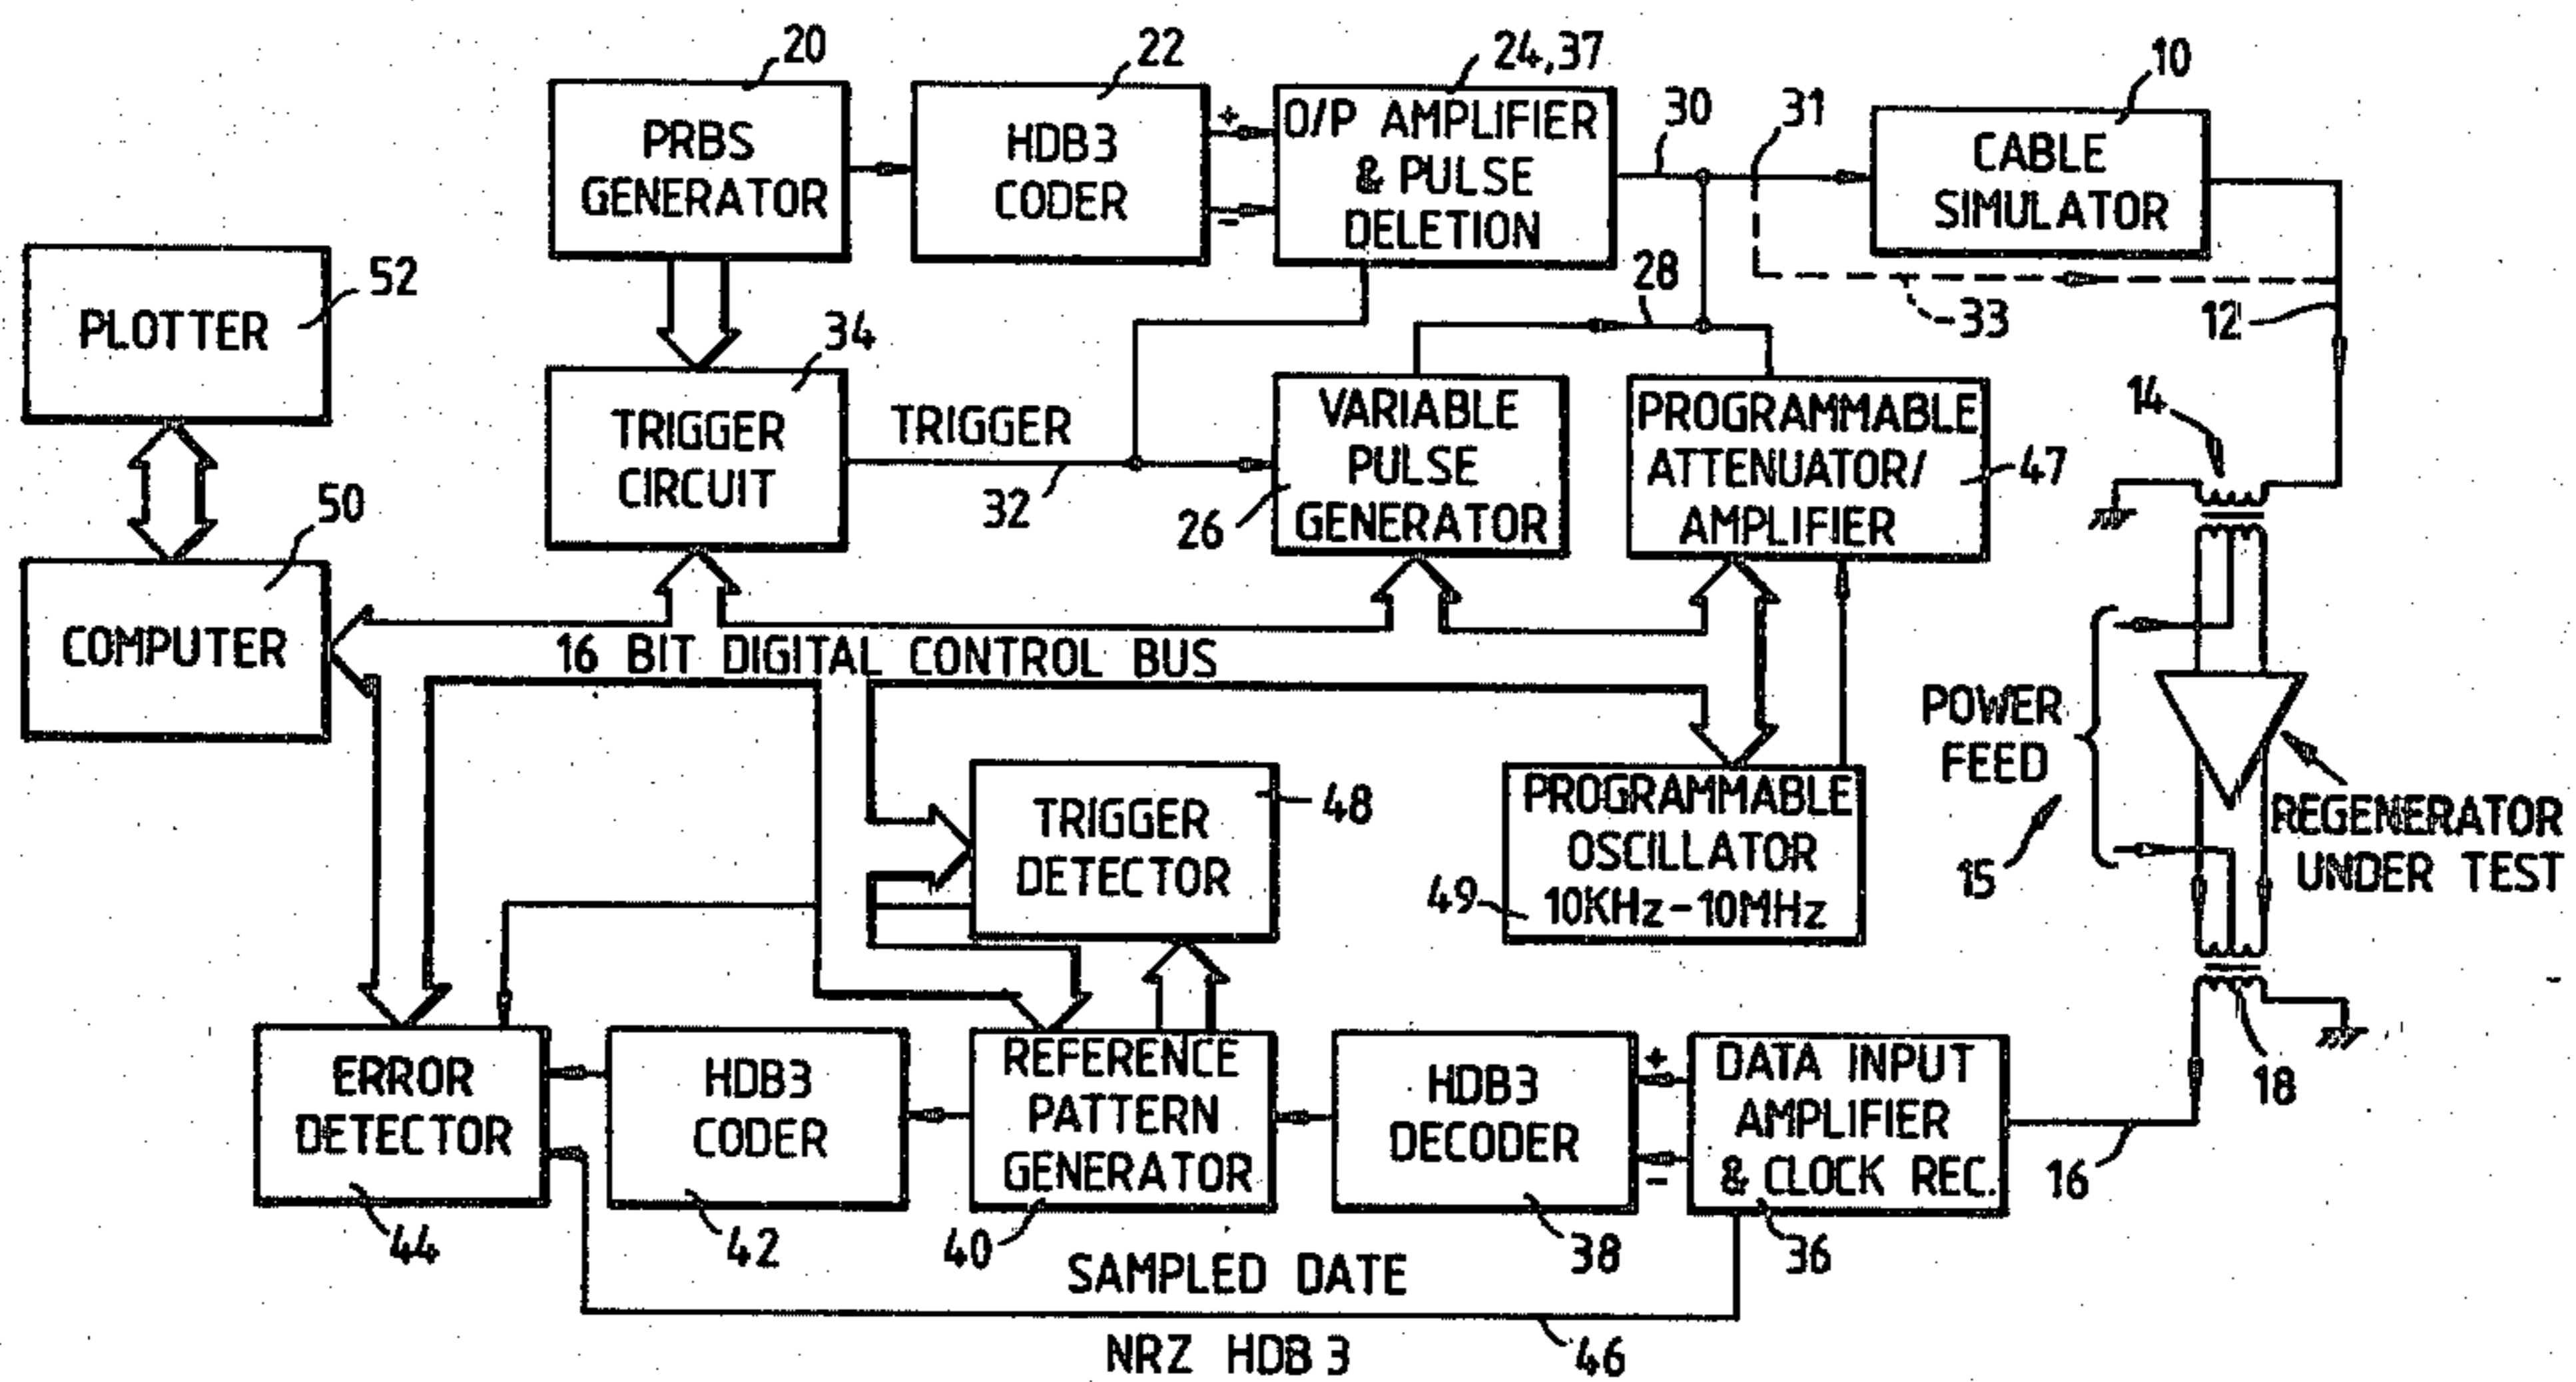 20
PRBS
GENERATOR
22
HDB3
CODER
+
-
24,37
O/P AMPLIFIER
& PULSE
DELETION
30
31
10
CABLE
SIMULATOR
28
33
12
PLOTTER
52
34
TRIGGER
CIRCUIT
TRIGGER
32
VARIABLE
PULSE
GENERATOR
26
PROGRAMMABLE
ATTENUATOR/
AMPLIFIER
47
14
50
COMPUTER
16 BIT DIGITAL CONTROL BUS
POWER
FEED
15
REGENERATOR
UNDER TEST
TRIGGER
DETECTOR
48
PROGRAMMABLE
OSCILLATOR
10KHz-10MHz
49
ERROR
DETECTOR
44
HDB3
CODER
42
REFERENCE
PATTERN
GENERATOR
40
HDB3
DECODER
38
+
-
DATA INPUT
AMPLIFIER
& CLOCK REC.
36
16
18
SAMPLED DATE
NRZ HDB3
46